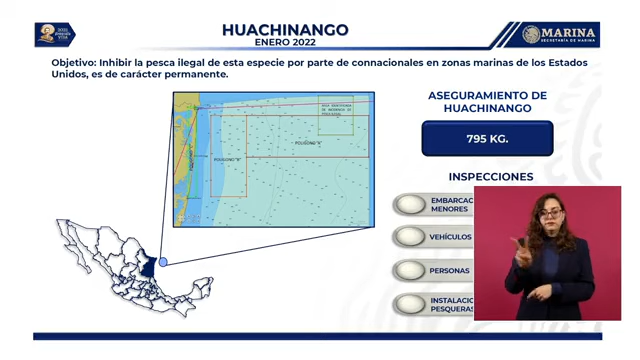 HUACHINANGO
ENERO 2022
MARINA
SECRETARÍA DE MARINA
Objetivo: Inhibir la pesca ilegal de esta especie por parte de connacionales en zonas marinas de los Estados
Unidos, es de carácter permanente.
POLIGONO "A"
POLIGONO "B"
ASEGURAMIENTO DE
HUACHINANGO
795 KG.
INSPECCIONES
EMBARCAC
MENORES
VEHÍCULOS
PERSONAS
INSTALACIO
PESQUERAS